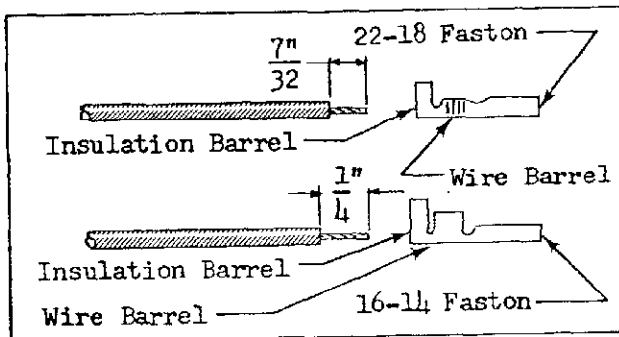 22-18 Faston
7"
32
Insulation Barrel
Wire Barrel
1"
4
Insulation Barrel
Wire Barrel
16-14 Faston